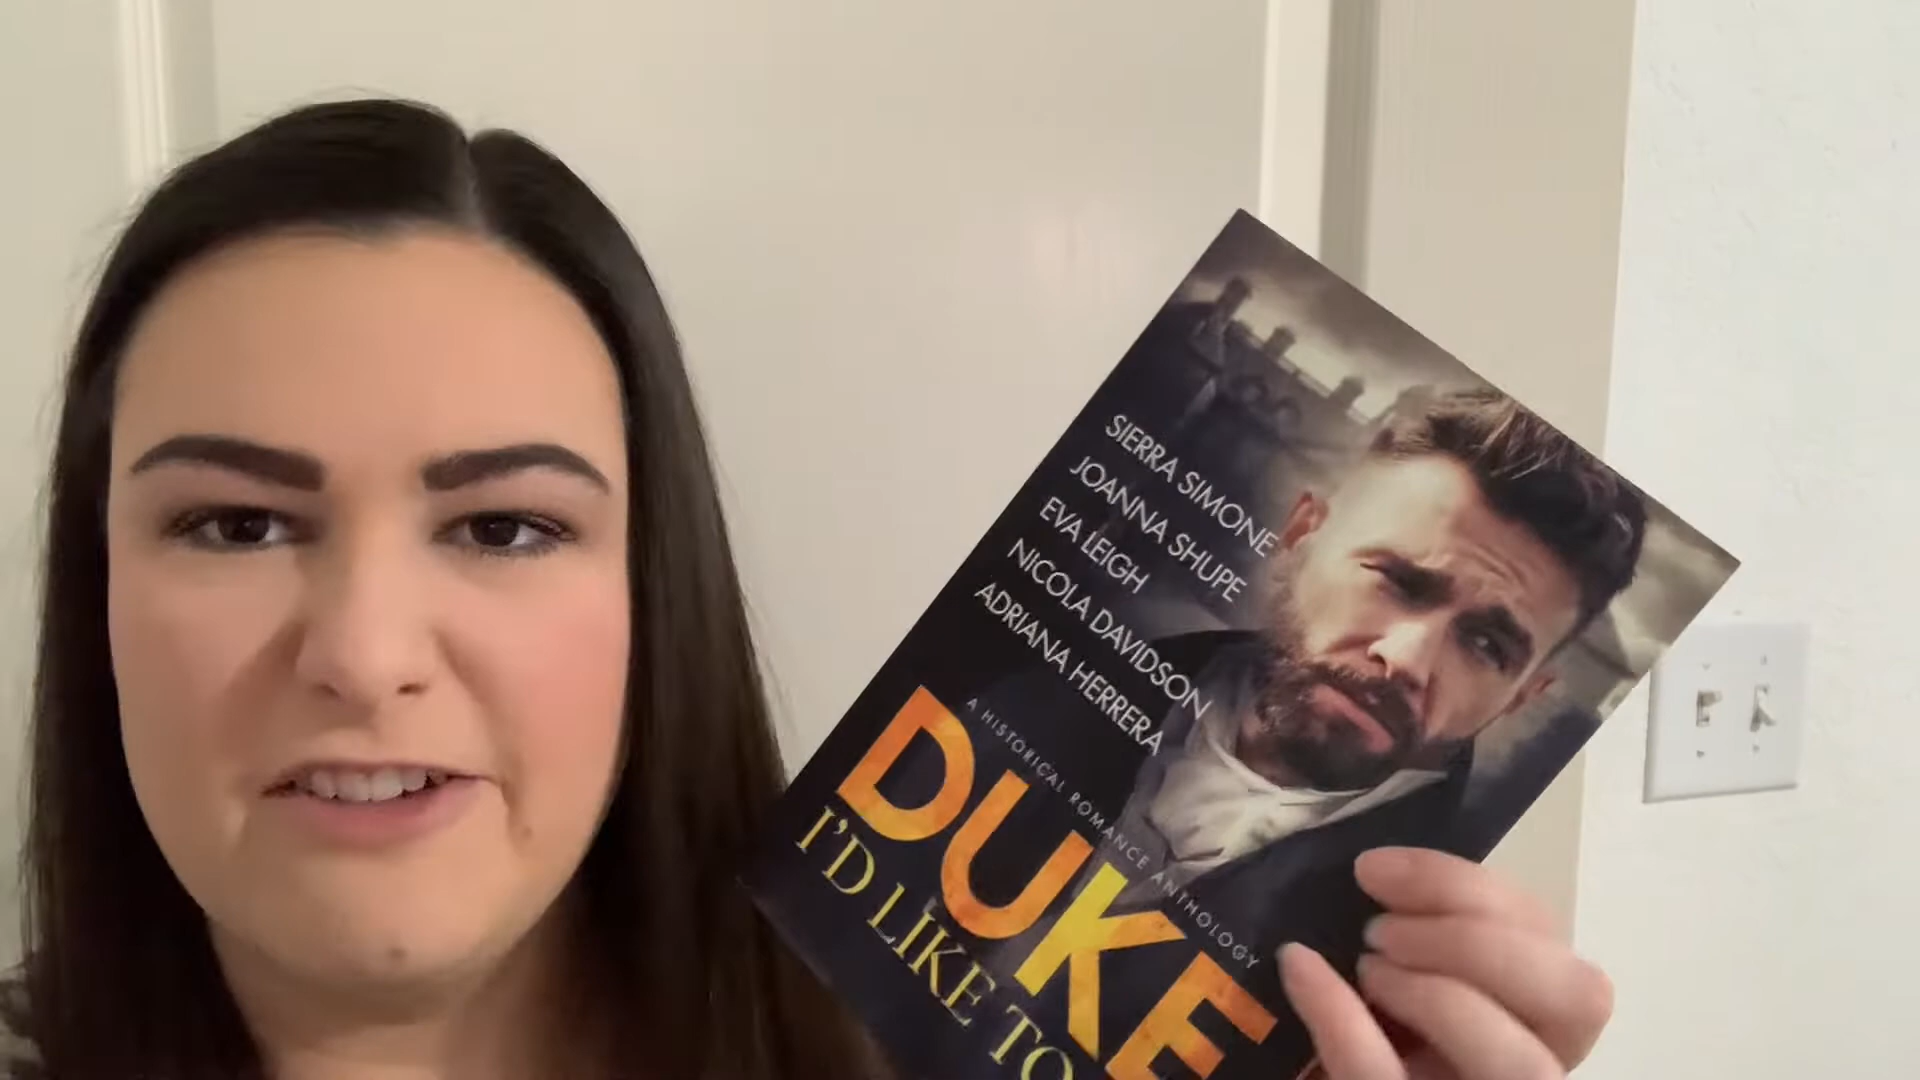 SIERRA SIMONE
JOANNA SHUPE
EVA LEIGH
NICOLA DAVIDSON
ADRIANA HERRERA
A HISTORICAL ROMANCE ANTHOLOGY
DUKE
I'D LIKE TO